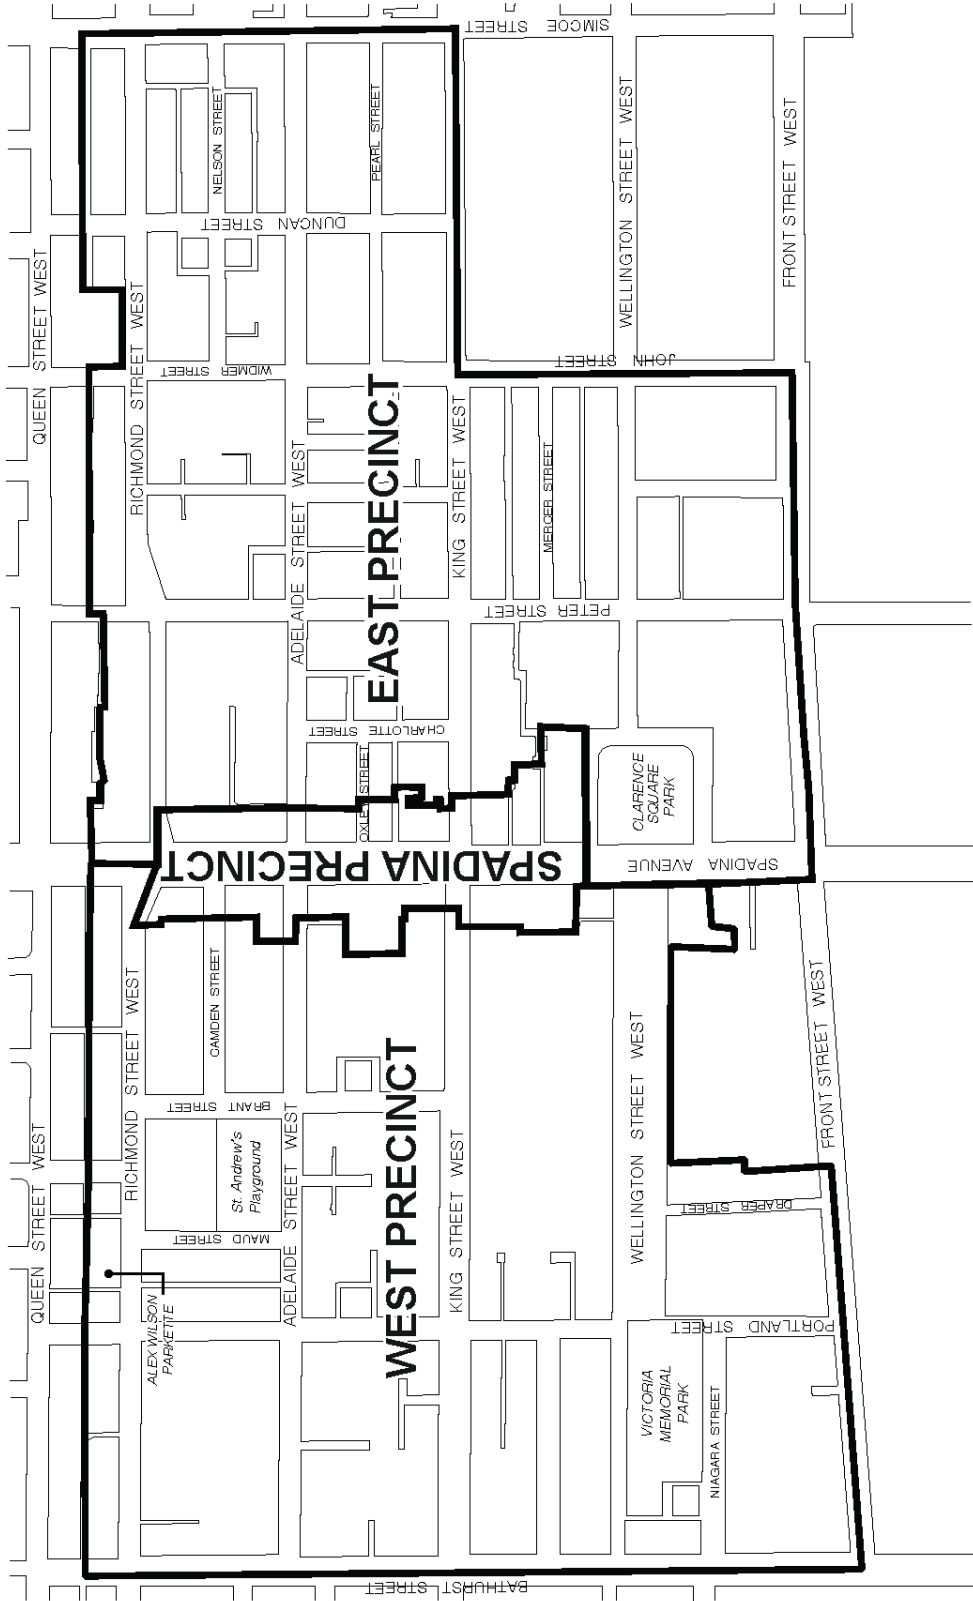 SIMCOE STREET
NELSON STREET
PEARL STREET
WELLINGTON STREET WEST
FRONT STREET WEST
DUNCAN STREET
QUEEN STREET WEST
RICHMOND STREET WEST
WIDMER STREET
JOHN STREET
ADELAIDE STREET WEST
EAST PRECINCT
KING STREET WEST
MERCER STREET
PETER STREET
CHARLOTTE STREET
OXLEY STREET
CLARENCE
SQUARE
PARK
SPADINA PRECINCT
SPADINA AVENUE
CAMDEN STREET
RICHMOND STREET WEST
BRANT STREET
WEST PRECINCT
WELLINGTON STREET WEST
FRONT STREET WEST
QUEEN STREET WEST
St. Andrew's
Playground
ADELAIDE STREET WEST
KING STREET WEST
MAUD STREET
DRAPER STREET
ALEX WILSON
PARKETTE
PORTLAND STREET
VICTORIA
MEMORIAL
PARK
NIAGARA STREET
BATHURST STREET